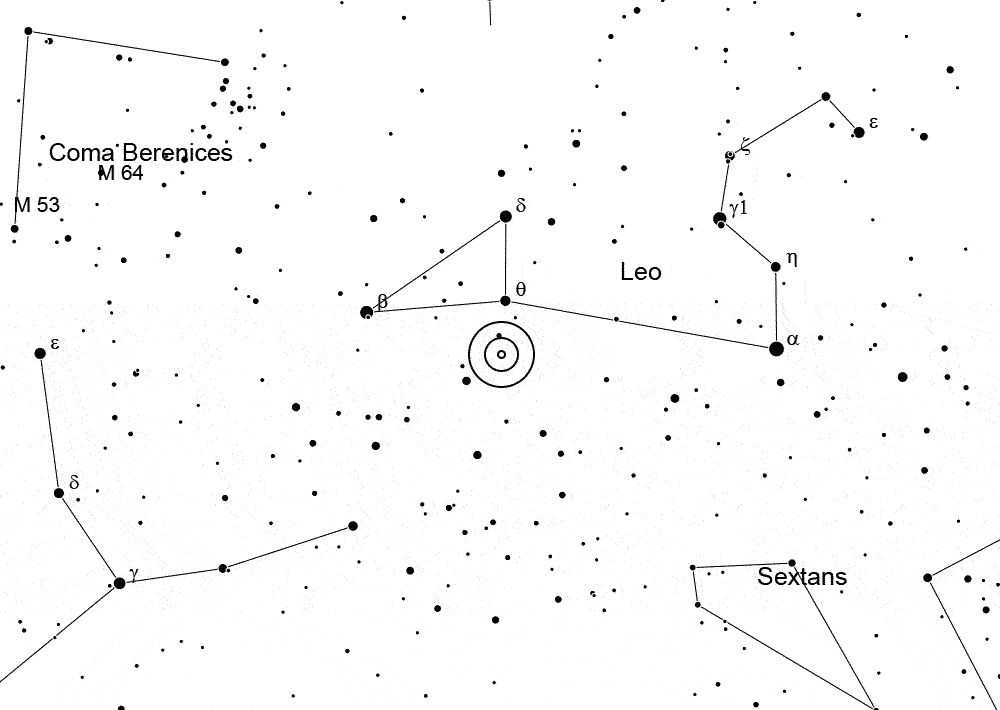 ε
ζ
Coma Berenices
M 64
M 53
δ
γ1
η
Leo
θ
β
α
ε
δ
γ
Sextans